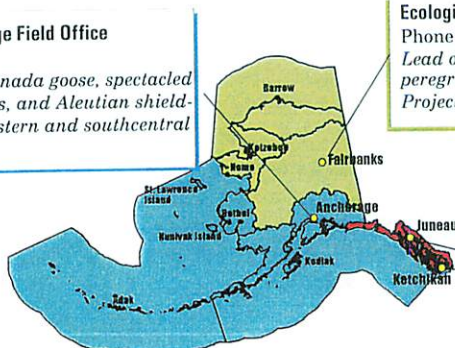 ge Field Office
nada goose, spectacled
s, and Aleutian shield-
stern and southcentral
Ecologi
Phone
Lead o
peregr
Projec
Barrow
Kotzebue
Nome
Fairbanks
St. Lawrence
Island
Bethel
Anchorage
Nunivak Island
Kodiak
Juneau
Ketchikan
Adak